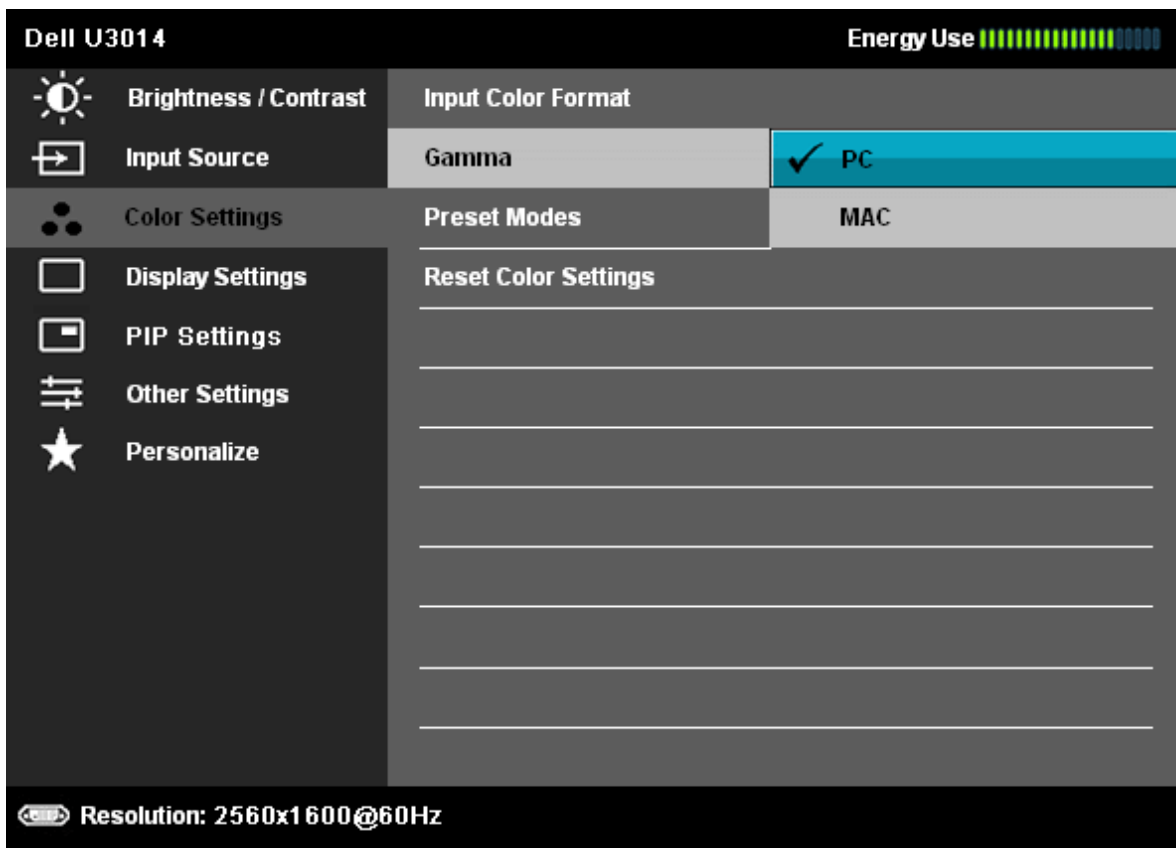 Dell U3014
Energy Use
Brightness / Contrast
Input Color Format
Input Source
Gamma
PC
Color Settings
Preset Modes
MAC
Display Settings
Reset Color Settings
PIP Settings
Other Settings
Personalize
Resolution: 2560x1600@60Hz